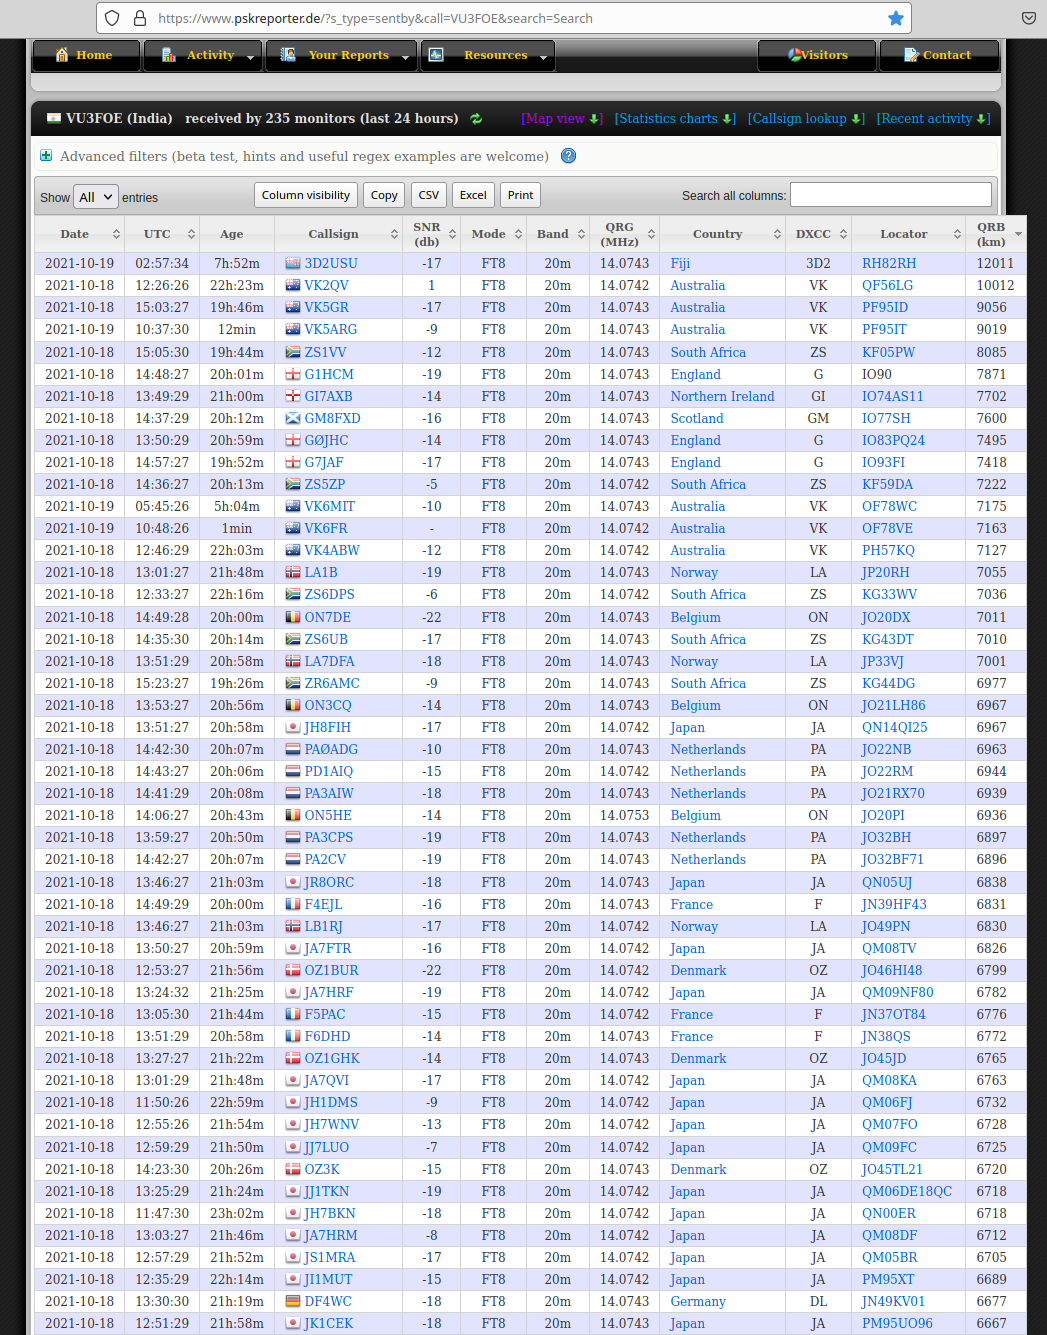 https://www.pskreporter.de/?s_type=sentby&call=VU3FOE&search=Search
Home Activity Your Reports Resources Visitors Contact
VU3FOE (India) received by 235 monitors (last 24 hours) [Map view ] [Statistics charts ] [Callsign lookup ] [Recent activity ]
Advanced filters (beta test, hints and useful regex examples are welcome) ?
Show All entries Column visibility Copy CSV Excel Print Search all columns:
Date UTC Age Callsign SNR (db) Mode Band QRG (MHz) Country DXCC Locator QRB (km)
2021-10-19 02:57:34 7h:52m 3D2USU -17 FT8 20m 14.0743 Fiji 3D2 RH82RH 12011
2021-10-18 12:26:26 22h:23m VK2QV 1 FT8 20m 14.0742 Australia VK QF56LG 10012
2021-10-18 15:03:27 19h:46m VK5GR -17 FT8 20m 14.0743 Australia VK PF95ID 9056
2021-10-19 10:37:30 12min VK5ARG -9 FT8 20m 14.0743 Australia VK PF95IT 9019
2021-10-18 15:05:30 19h:44m ZS1VV -12 FT8 20m 14.0743 South Africa ZS KF05PW 8085
2021-10-18 14:48:27 20h:01m G1HCM -19 FT8 20m 14.0743 England G IO90 7871
2021-10-18 13:49:29 21h:00m GI7AXB -14 FT8 20m 14.0743 Northern Ireland GI IO74AS11 7702
2021-10-18 14:37:29 20h:12m GM8FXD -16 FT8 20m 14.0743 Scotland GM IO77SH 7600
2021-10-18 13:50:29 20h:59m GØJHC -14 FT8 20m 14.0743 England G IO83PQ24 7495
2021-10-18 14:57:27 19h:52m G7JAF -17 FT8 20m 14.0743 England G IO93FI 7418
2021-10-18 14:36:27 20h:13m ZS5ZP -5 FT8 20m 14.0743 South Africa ZS KF59DA 7222
2021-10-19 05:45:26 5h:04m VK6MIT -10 FT8 20m 14.0743 Australia VK OF78WC 7175
2021-10-19 10:48:26 1min VK6FR - FT8 20m 14.0742 Australia VK OF78VE 7163
2021-10-18 12:46:29 22h:03m VK4ABW -12 FT8 20m 14.0742 Australia VK PH57KQ 7127
2021-10-18 13:01:27 21h:48m LA1B -19 FT8 20m 14.0743 Norway LA JP20RH 7055
2021-10-18 12:33:27 22h:16m ZS6DPS -6 FT8 20m 14.0742 South Africa ZS KG33WV 7036
2021-10-18 14:49:28 20h:00m ON7DE -22 FT8 20m 14.0743 Belgium ON JO20DX 7011
2021-10-18 14:35:30 20h:14m ZS6UB -17 FT8 20m 14.0743 South Africa ZS KG43DT 7010
2021-10-18 13:51:29 20h:58m LA7DFA -18 FT8 20m 14.0743 Norway LA JP33VJ 7001
2021-10-18 15:23:27 19h:26m ZR6AMC -9 FT8 20m 14.0743 South Africa ZS KG44DG 6977
2021-10-18 13:53:27 20h:56m ON3CQ -14 FT8 20m 14.0743 Belgium ON JO21LH86 6967
2021-10-18 13:51:27 20h:58m JH8FIH -17 FT8 20m 14.0742 Japan JA QN14QI25 6967
2021-10-18 14:42:30 20h:07m PAØADG -10 FT8 20m 14.0743 Netherlands PA JO22NB 6963
2021-10-18 14:43:27 20h:06m PD1AIQ -15 FT8 20m 14.0742 Netherlands PA JO22RM 6944
2021-10-18 14:41:29 20h:08m PA3AIW -18 FT8 20m 14.0742 Netherlands PA JO21RX70 6939
2021-10-18 14:06:27 20h:43m ON5HE -14 FT8 20m 14.0753 Belgium ON JO20PI 6936
2021-10-18 13:59:27 20h:50m PA3CPS -19 FT8 20m 14.0743 Netherlands PA JO32BH 6897
2021-10-18 14:42:27 20h:07m PA2CV -19 FT8 20m 14.0743 Netherlands PA JO32BF71 6896
2021-10-18 13:46:27 21h:03m JR8ORC -18 FT8 20m 14.0743 Japan JA QN05UJ 6838
2021-10-18 14:49:29 20h:00m F4EJL -16 FT8 20m 14.0743 France F JN39HF43 6831
2021-10-18 13:46:27 21h:03m LB1RJ -17 FT8 20m 14.0742 Norway LA JO49PN 6830
2021-10-18 13:50:27 20h:59m JA7FTR -16 FT8 20m 14.0742 Japan JA QM08TV 6826
2021-10-18 12:53:27 21h:56m OZ1BUR -22 FT8 20m 14.0742 Denmark OZ JO46HI48 6799
2021-10-18 13:24:32 21h:25m JA7HRF -19 FT8 20m 14.0742 Japan JA QM09NF80 6782
2021-10-18 13:05:30 21h:44m F5PAC -15 FT8 20m 14.0742 France F JN37OT84 6776
2021-10-18 13:51:29 20h:58m F6DHD -14 FT8 20m 14.0743 France F JN38QS 6772
2021-10-18 13:27:27 21h:22m OZ1GHK -14 FT8 20m 14.0743 Denmark OZ JO45JD 6765
2021-10-18 13:01:29 21h:48m JA7QVI -17 FT8 20m 14.0742 Japan JA QM08KA 6763
2021-10-18 11:50:26 22h:59m JH1DMS -9 FT8 20m 14.0742 Japan JA QM06FJ 6732
2021-10-18 12:55:26 21h:54m JH7WNV -13 FT8 20m 14.0742 Japan JA QM07FO 6728
2021-10-18 12:59:29 21h:50m JJ7LUO -7 FT8 20m 14.0742 Japan JA QM09FC 6725
2021-10-18 14:23:30 20h:26m OZ3K -15 FT8 20m 14.0743 Denmark OZ JO45TL21 6720
2021-10-18 13:25:29 21h:24m JJ1TKN -19 FT8 20m 14.0742 Japan JA QM06DE18QC 6718
2021-10-18 11:47:30 23h:02m JH7BKN -18 FT8 20m 14.0742 Japan JA QN00ER 6718
2021-10-18 13:03:27 21h:46m JA7HRM -8 FT8 20m 14.0742 Japan JA QM08DF 6712
2021-10-18 12:57:29 21h:52m JS1MRA -17 FT8 20m 14.0742 Japan JA QM05BR 6705
2021-10-18 12:35:29 22h:14m JI1MUT -15 FT8 20m 14.0742 Japan JA PM95XT 6689
2021-10-18 13:30:30 21h:19m DF4WC -18 FT8 20m 14.0743 Germany DL JN49KV01 6677
2021-10-18 12:51:29 21h:58m JK1CEK -18 FT8 20m 14.0742 Japan JA PM95UO96 6667